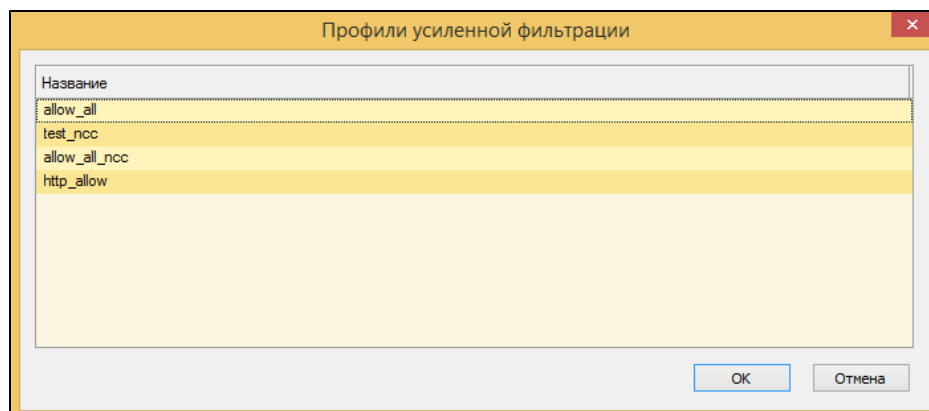 Профили усиленной фильтрации
Название
allow_all
test_ncc
allow_all_ncc
http_allow
OK
Отмена